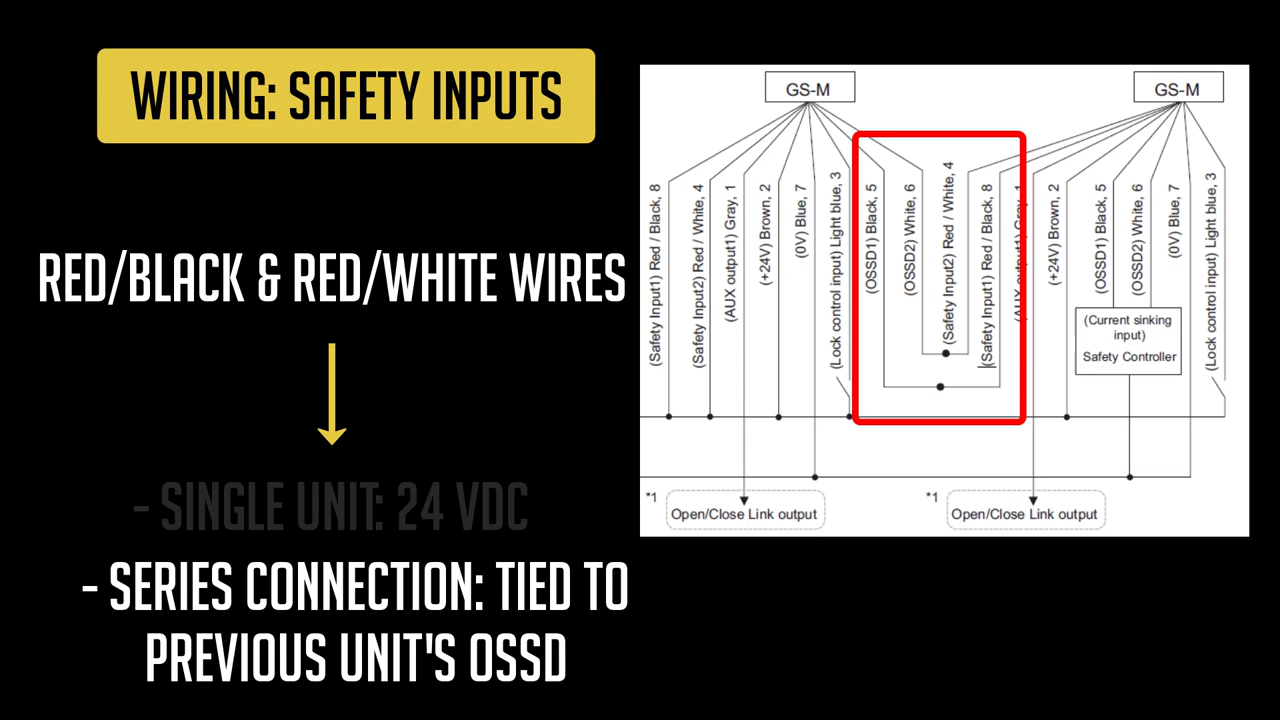 WIRING: SAFETY INPUTS
RED/BLACK & RED/WHITE WIRES
- SINGLE UNIT: 24 VDC
- SERIES CONNECTION: TIED TO
PREVIOUS UNIT'S OSSD
GS-M
GS-M
(Safety Input1) Red / Black, 8
(Safety Input2) Red / White, 4
(AUX output1) Gray, 1
(+24V) Brown, 2
(0V) Blue, 7
(Lock control input) Light blue, 3
(OSSD1) Black, 5
(OSSD2) White, 6
(Safety Input2) Red / White, 4
(Safety Input1) Red / Black, 8
(AUX output1) Gray, 1
(+24V) Brown, 2
(OSSD1) Black, 5
(OSSD2) White, 6
(0V) Blue, 7
(Lock control input) Light blue, 3
(Current sinking
input)
Safety Controller
*1
Open/Close Link output
*1
Open/Close Link output